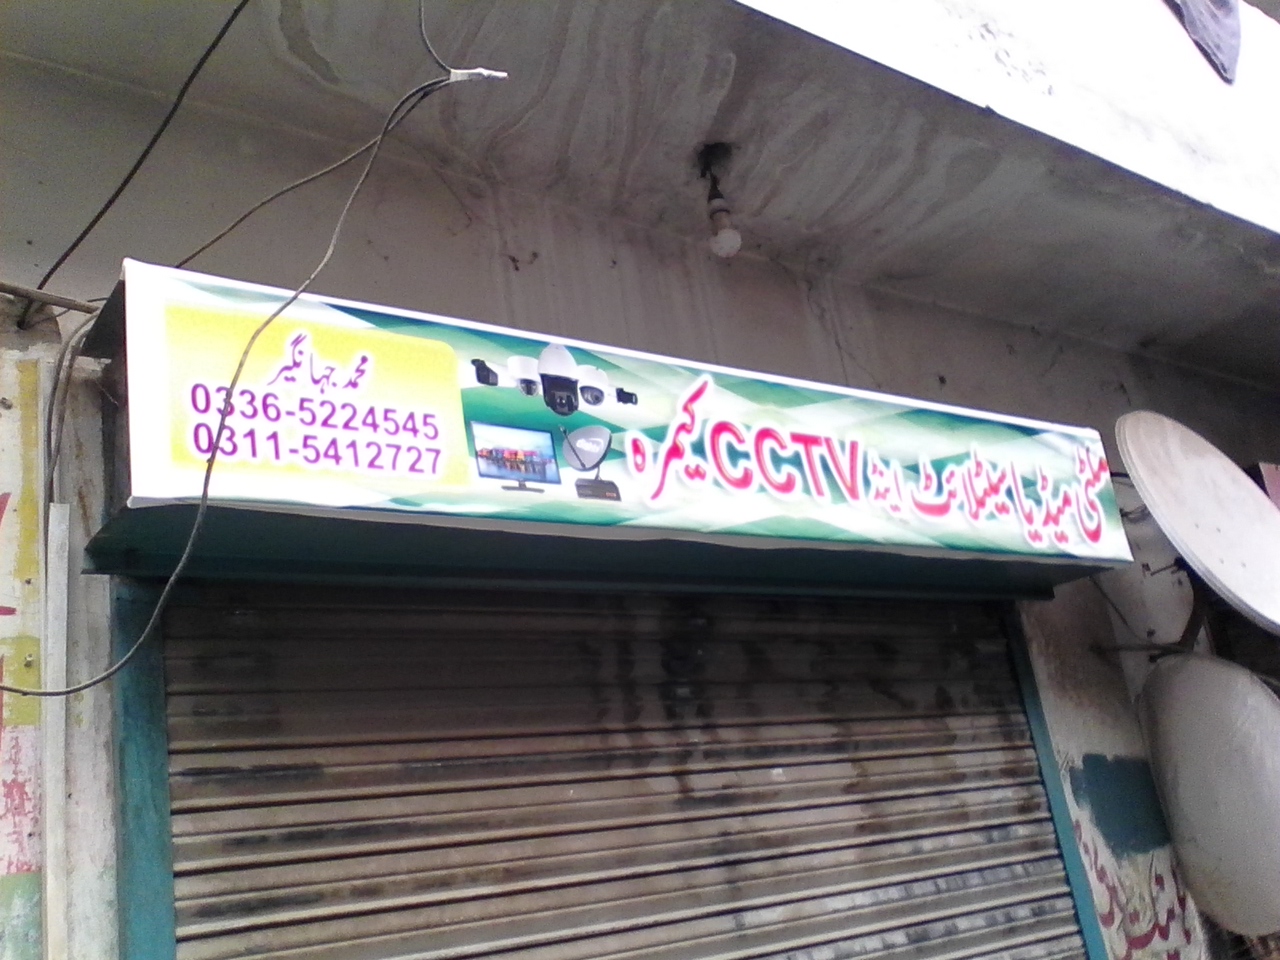 ملٹی میڈیا سیٹلائٹ اینڈ CCTV کیمرہ
محمد جہانگیر
0336-5224545
0311-5412727